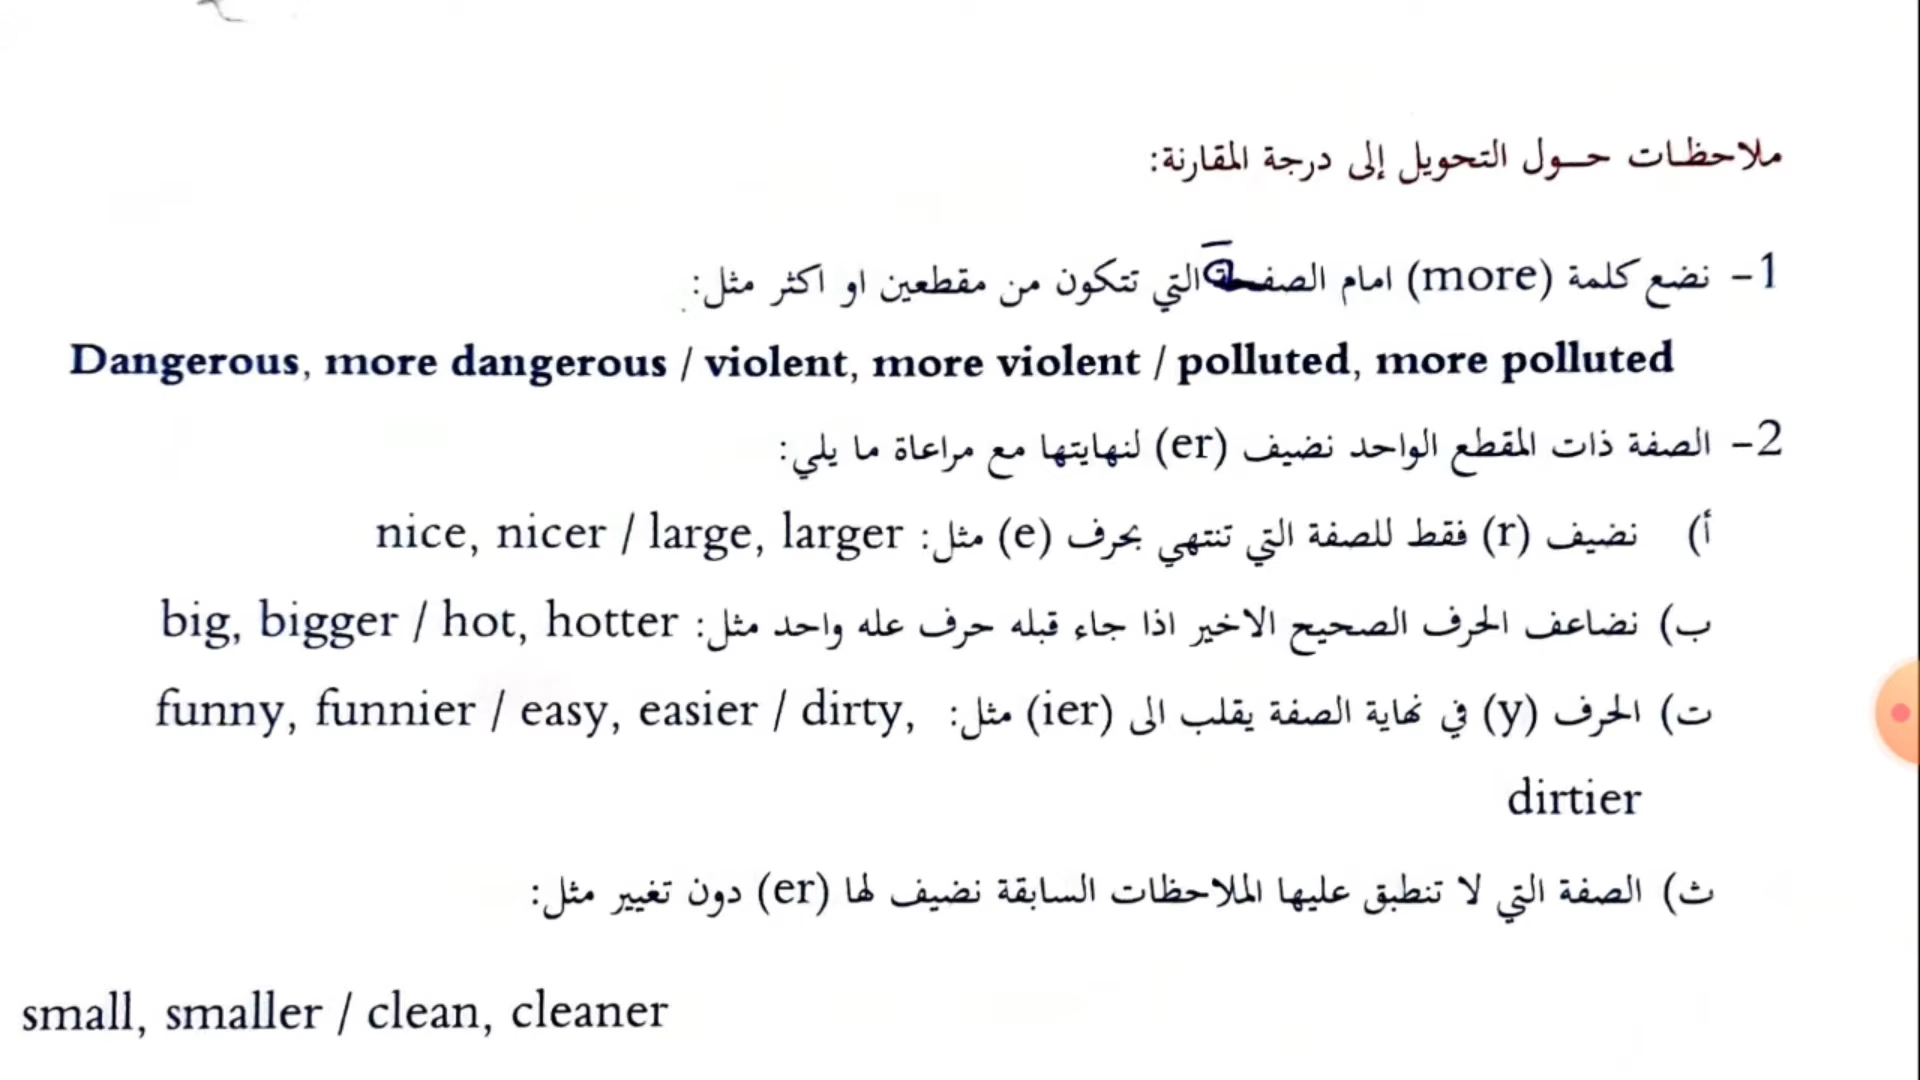 ملاحظات حول التحويل إلى درجة المقارنة:
1- نضع كلمة (more) امام الصفة التي تتكون من مقطعين او اكثر مثل:
Dangerous, more dangerous / violent, more violent / polluted, more polluted
2- الصفة ذات المقطع الواحد نضيف (er) لنهايتها مع مراعاة ما يلي:
أ) نضيف (r) فقط للصفة التي تنتهي بحرف (e) مثل: nice, nicer / large, larger
ب) نضاعف الحرف الصحيح الاخير اذا جاء قبله حرف عله واحد مثل: big, bigger / hot, hotter
ت) الحرف (y) في نهاية الصفة يقلب الى (ier) مثل: funny, funnier / easy, easier / dirty,
dirtier
ث) الصفة التي لا تنطبق عليها الملاحظات السابقة نضيف لها (er) دون تغيير مثل:
small, smaller / clean, cleaner